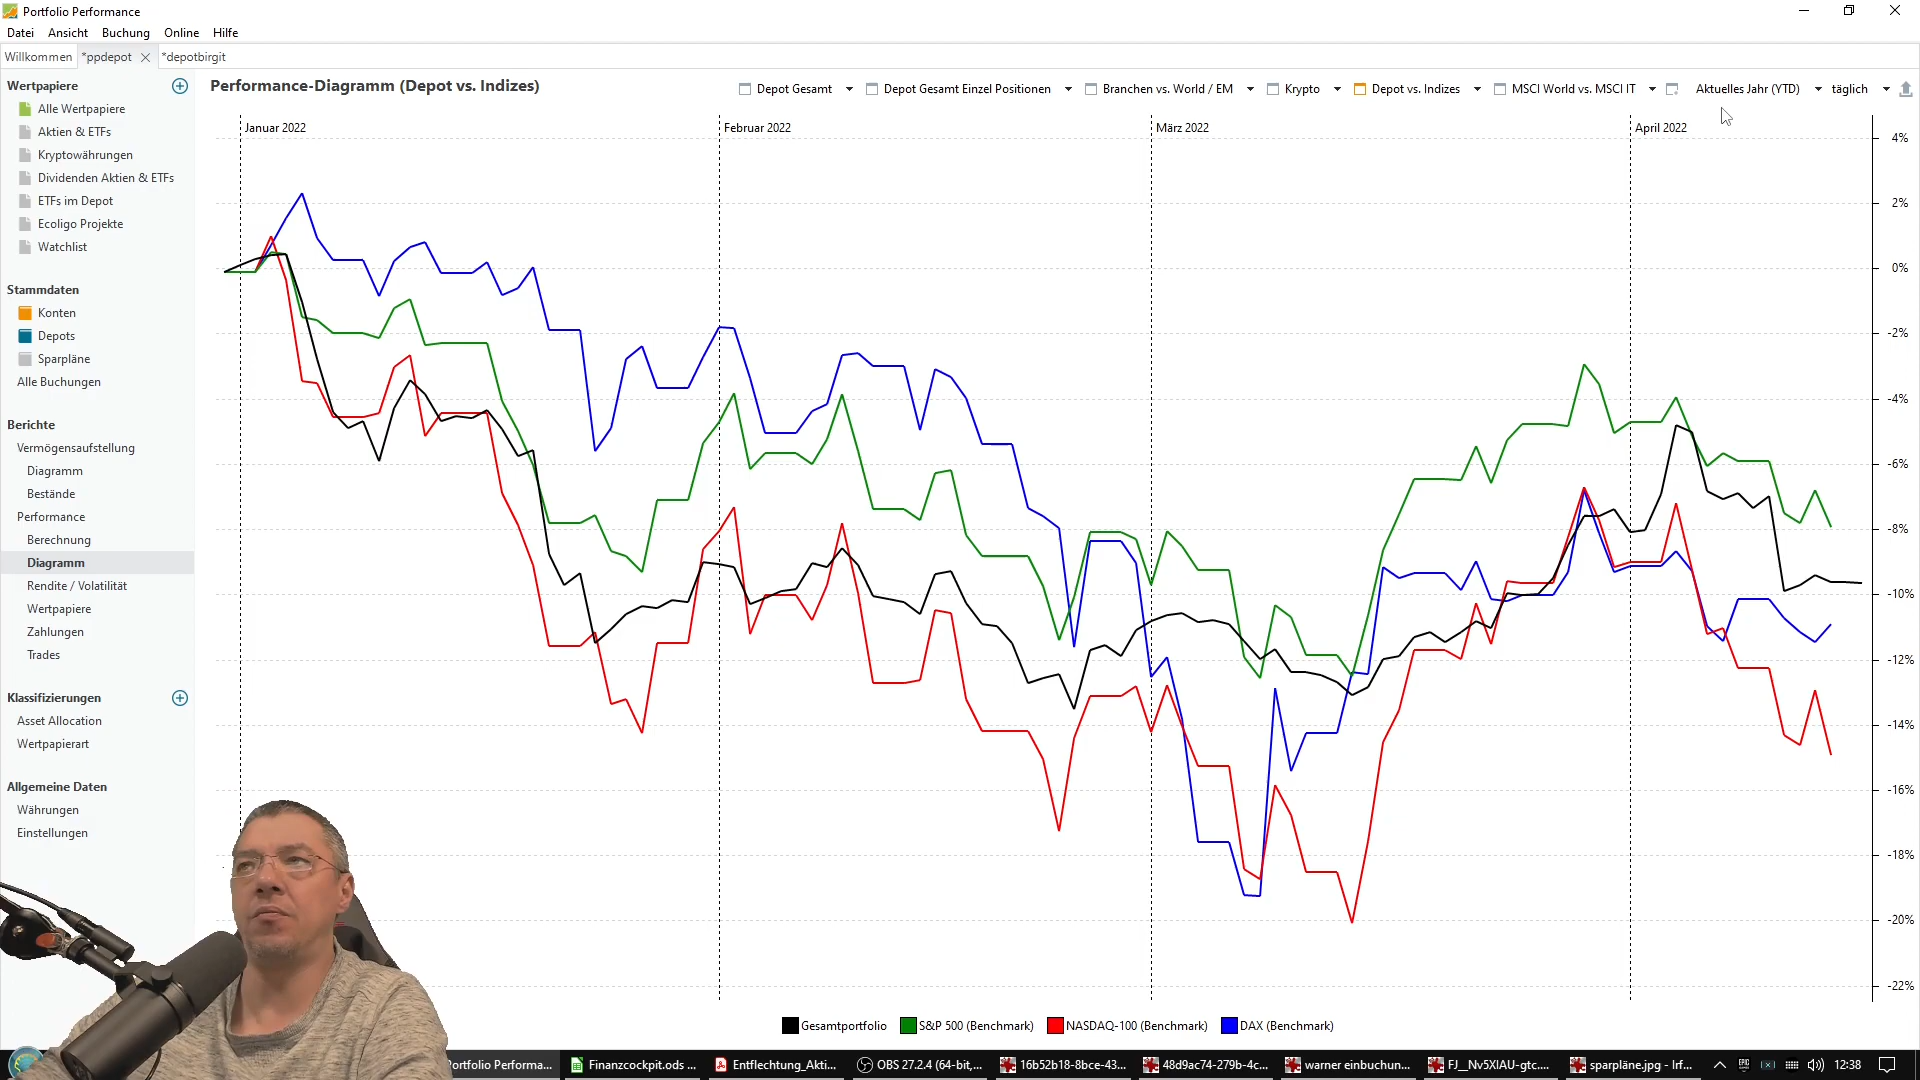 Portfolio Performance
Datei Ansicht Buchung Online Hilfe
Willkommen *ppdepot *depotbirgit
Wertpapiere
Alle Wertpapiere
Aktien & ETFs
Kryptowährungen
Dividenden Aktien & ETFs
ETFs im Depot
Ecoligo Projekte
Watchlist
Stammdaten
Konten
Depots
Sparpläne
Alle Buchungen
Berichte
Vermögensaufstellung
Diagramm
Bestände
Performance
Berechnung
Diagramm
Rendite / Volatilität
Wertpapiere
Zahlungen
Trades
Klassifizierungen
Asset Allocation
Wertpapierart
Allgemeine Daten
Währungen
Einstellungen
Performance-Diagramm (Depot vs. Indizes)
Depot Gesamt Depot Gesamt Einzel Positionen Branchen vs. World / EM Krypto Depot vs. Indizes MSCI World vs. MSCI IT Aktuelles Jahr (YTD) täglich
Januar 2022 Februar 2022 März 2022 April 2022
4%
2%
0%
-2%
-4%
-6%
-8%
-10%
-12%
-14%
-16%
-18%
-20%
-22%
Gesamtportfolio S&P 500 (Benchmark) NASDAQ-100 (Benchmark) DAX (Benchmark)
Portfolio Performa... Finanzcockpit.ods ... Entflechtung_Akti... OBS 27.2.4 (64-bit,... 16b52b18-8bce-43... 48d9ac74-279b-4c... warner einbuchun... FJ__Nv5XIAU-gtc.... sparpläne.jpg - Irf... 12:38